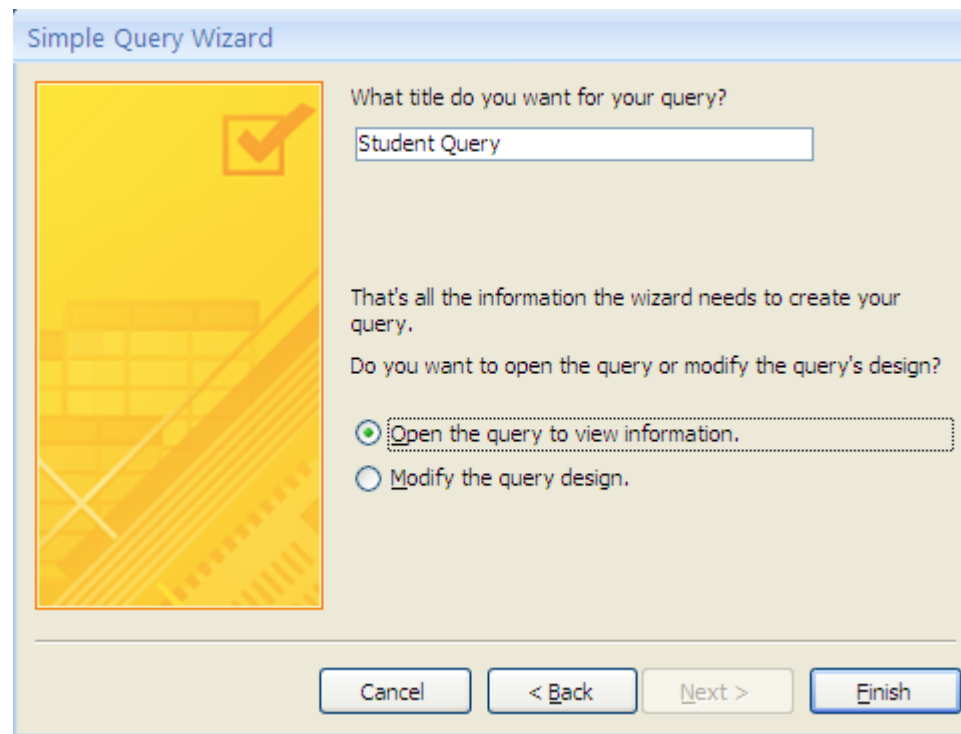 Simple Query Wizard
What title do you want for your query?
Student Query
That's all the information the wizard needs to create your
query.
Do you want to open the query or modify the query's design?
Open the query to view information.
Modify the query design.
Cancel
< Back
Next >
Finish